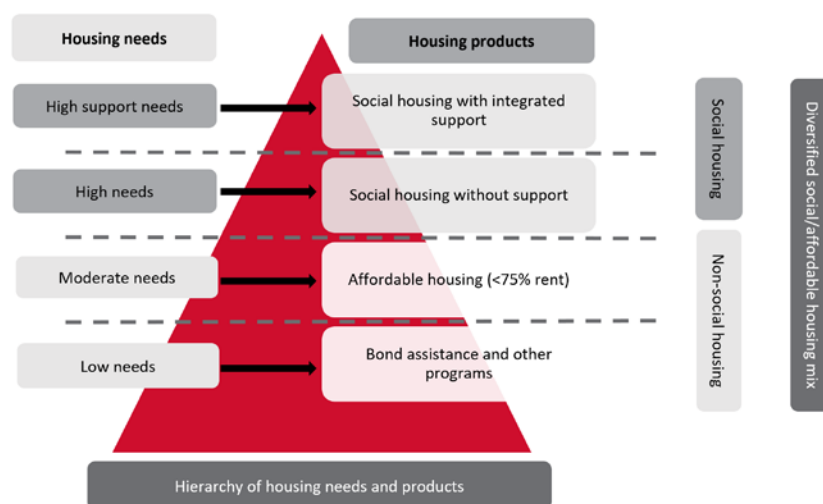 Housing needs
Housing products
High support needs
Social housing with integrated
support
High needs
Social housing without support
Moderate needs
Affordable housing (<75% rent)
Low needs
Bond assistance and other
programs
Social housing
Non-social housing
Diversified social/affordable housing mix
Hierarchy of housing needs and products